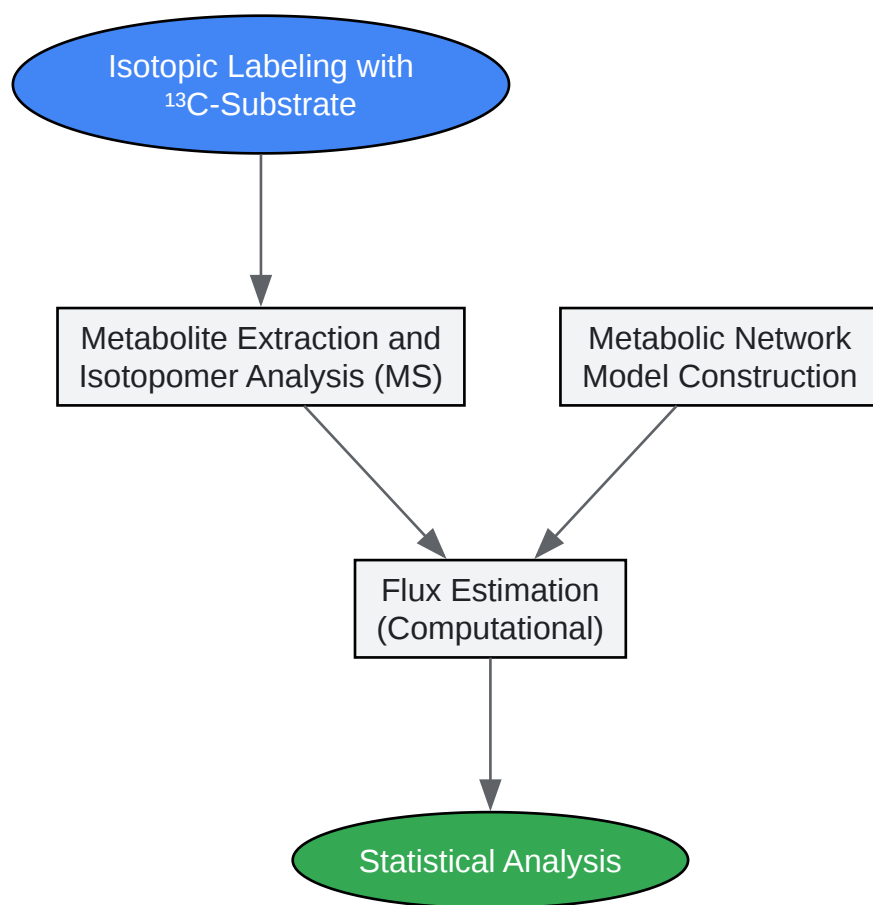 Isotopic Labeling with
¹³C-Substrate
Metabolite Extraction and
Isotopomer Analysis (MS)
Metabolic Network
Model Construction
Flux Estimation
(Computational)
Statistical Analysis